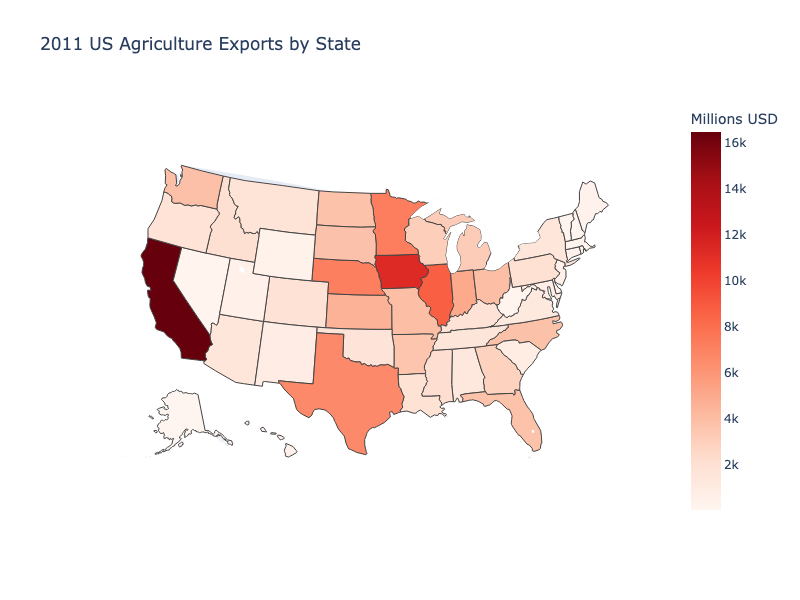 2011 US Agriculture Exports by State
Millions USD
16k
14k
12k
10k
8k
6k
4k
2k